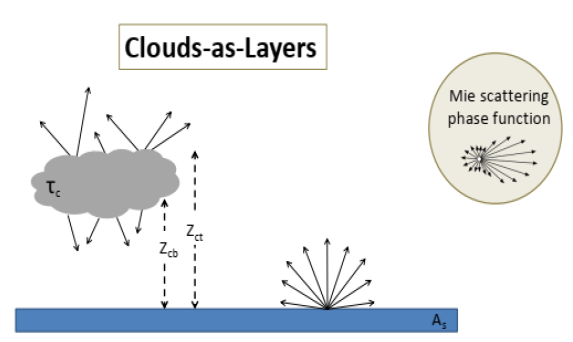 Clouds-as-Layers
Mie scattering
phase function
τc
Zcb
Zct
As